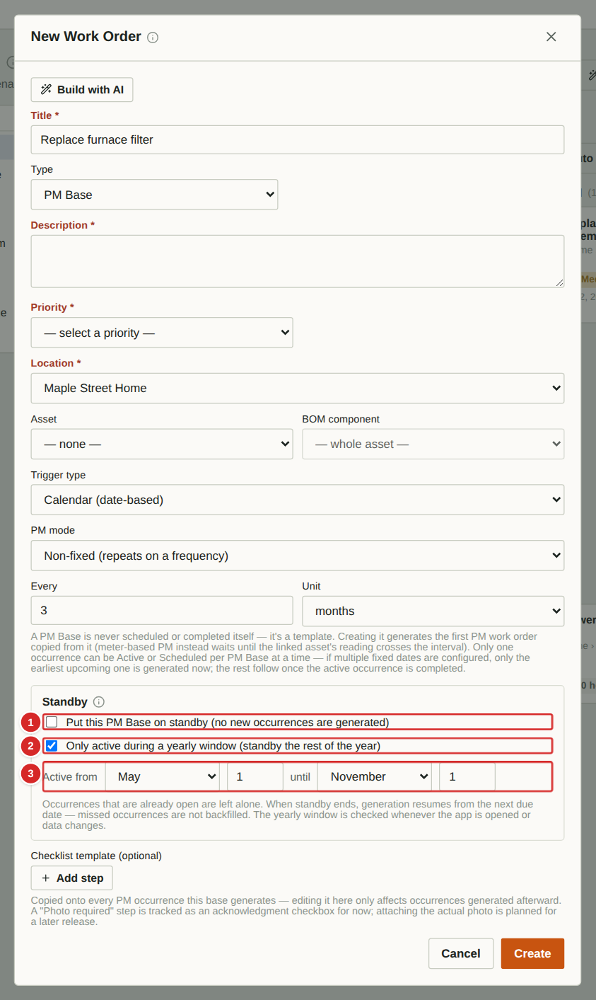 New Work Order
Build with AI
Title *
Replace furnace filter
Type
PM Base
Description *
Priority *
— select a priority —
Location *
Maple Street Home
Asset
BOM component
— none —
— whole asset —
Trigger type
Calendar (date-based)
PM mode
Non-fixed (repeats on a frequency)
Every
Unit
3
months
A PM Base is never scheduled or completed itself — it's a template. Creating it generates the first PM work order
copied from it (meter-based PM instead waits until the linked asset's reading crosses the interval). Only one
occurrence can be Active or Scheduled per PM Base at a time — if multiple fixed dates are configured, only the
earliest upcoming one is generated now; the rest follow once the active occurrence is completed.
Standby
1 Put this PM Base on standby (no new occurrences are generated)
2 Only active during a yearly window (standby the rest of the year)
3 Active from May 1 until November 1
Occurrences that are already open are left alone. When standby ends, generation resumes from the next due
date — missed occurrences are not backfilled. The yearly window is checked whenever the app is opened or
data changes.
Checklist template (optional)
+ Add step
Copied onto every PM occurrence this base generates — editing it here only affects occurrences generated afterward.
A "Photo required" step is tracked as an acknowledgment checkbox for now; attaching the actual photo is planned for
a later release.
Cancel
Create